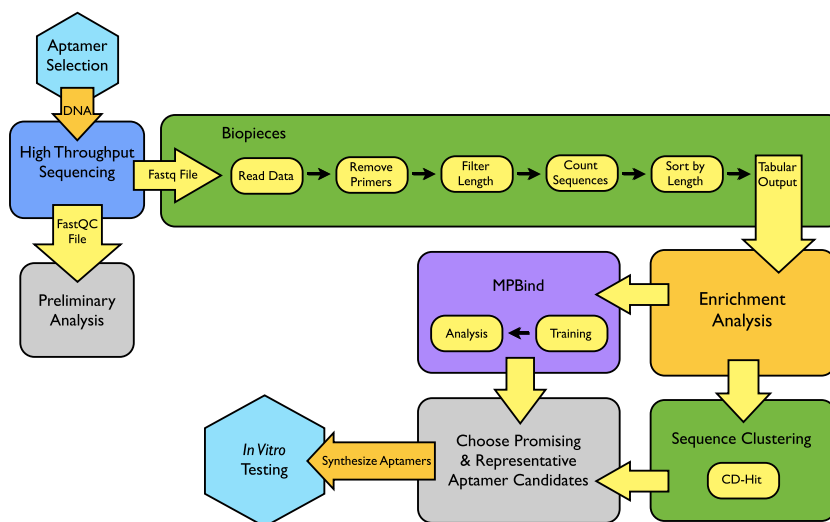 Aptamer
Selection
DNA
High Throughput
Sequencing
Fastq File
FastQC
File
Preliminary
Analysis
Biopieces
Read Data
Remove
Primers
Filter
Length
Count
Sequences
Sort by
Length
Tabular
Output
Enrichment
Analysis
MPBind
Analysis
Training
Sequence Clustering
CD-Hit
Choose Promising
& Representative
Aptamer Candidates
Synthesize Aptamers
In Vitro
Testing